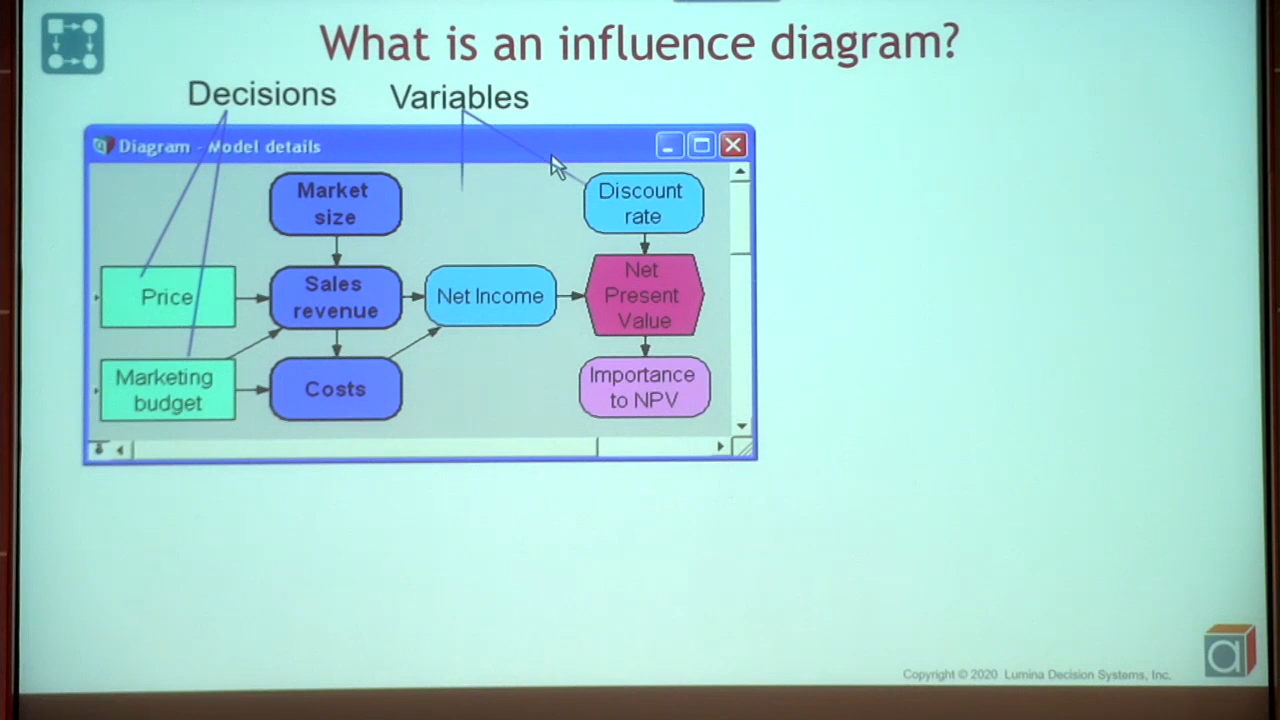 What is an influence diagram?
Decisions
Variables
Diagram - Model details
Market
size
Discount
rate
Price
Sales
revenue
Net Income
Net
Present
Value
Marketing
budget
Costs
Importance
to NPV
a
Copyright © 2020 Lumina Decision Systems, Inc.